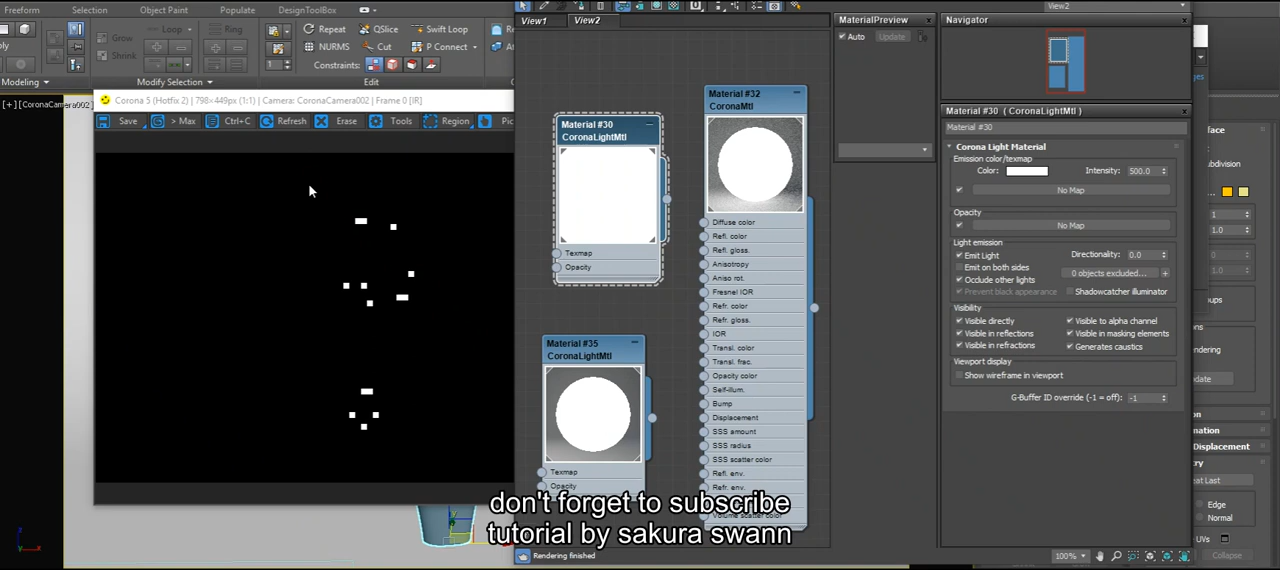 Freeform
Selection
Object Paint
Populate
DesignToolBox
Loop
Ring
Grow
Shrink
Repeat
Swift Loop
NURMS
Cut
P Connect
Constraints:
1
Modeling
Modify Selection
Edit
[+] [CoronaCamera002 ]
Corona 5 (Hotfix 2) | 798×449px (1:1) | Camera: CoronaCamera002 | Frame 0 [IR]
Save
> Max
Ctrl+C
Refresh
Erase
Tools
Region
Pic
View1
View2
Material #30
CoronaLightMtl
Texmap
Opacity
Material #35
CoronaLightMtl
Texmap
Opacity
Material #32
CoronaMtl
Diffuse color
Refl. color
Refl. gloss.
Anisotropy
Aniso rot.
Fresnel IOR
Refr. color
Refr. gloss.
IOR
Transl. color
Transl. frac.
Opacity color
Self-illum.
Bump
Displacement
SSS amount
SSS radius
SSS scatter color
Refl. env.
Refr. env.
Rendering finished
MaterialPreview
Auto
Update
View2
Navigator
Material #30 ( CoronaLightMtl )
Material #30
Corona Light Material
Emission color/texmap
Color:
Intensity: 500.0
No Map
Opacity
No Map
Light emission
Emit Light
Directionality: 0.0
Emit on both sides
0 objects excluded...
+
Occlude other lights
Prevent black appearance
Shadowcatcher illuminator
Visibility
Visible directly
Visible to alpha channel
Visible in reflections
Visible in masking elements
Visible in refractions
Generates caustics
Viewport display
Show wireframe in viewport
G-Buffer ID override (-1 = off): -1
100%
Edge
Normal
Collapse
don't forget to subscribe
tutorial by sakura swann